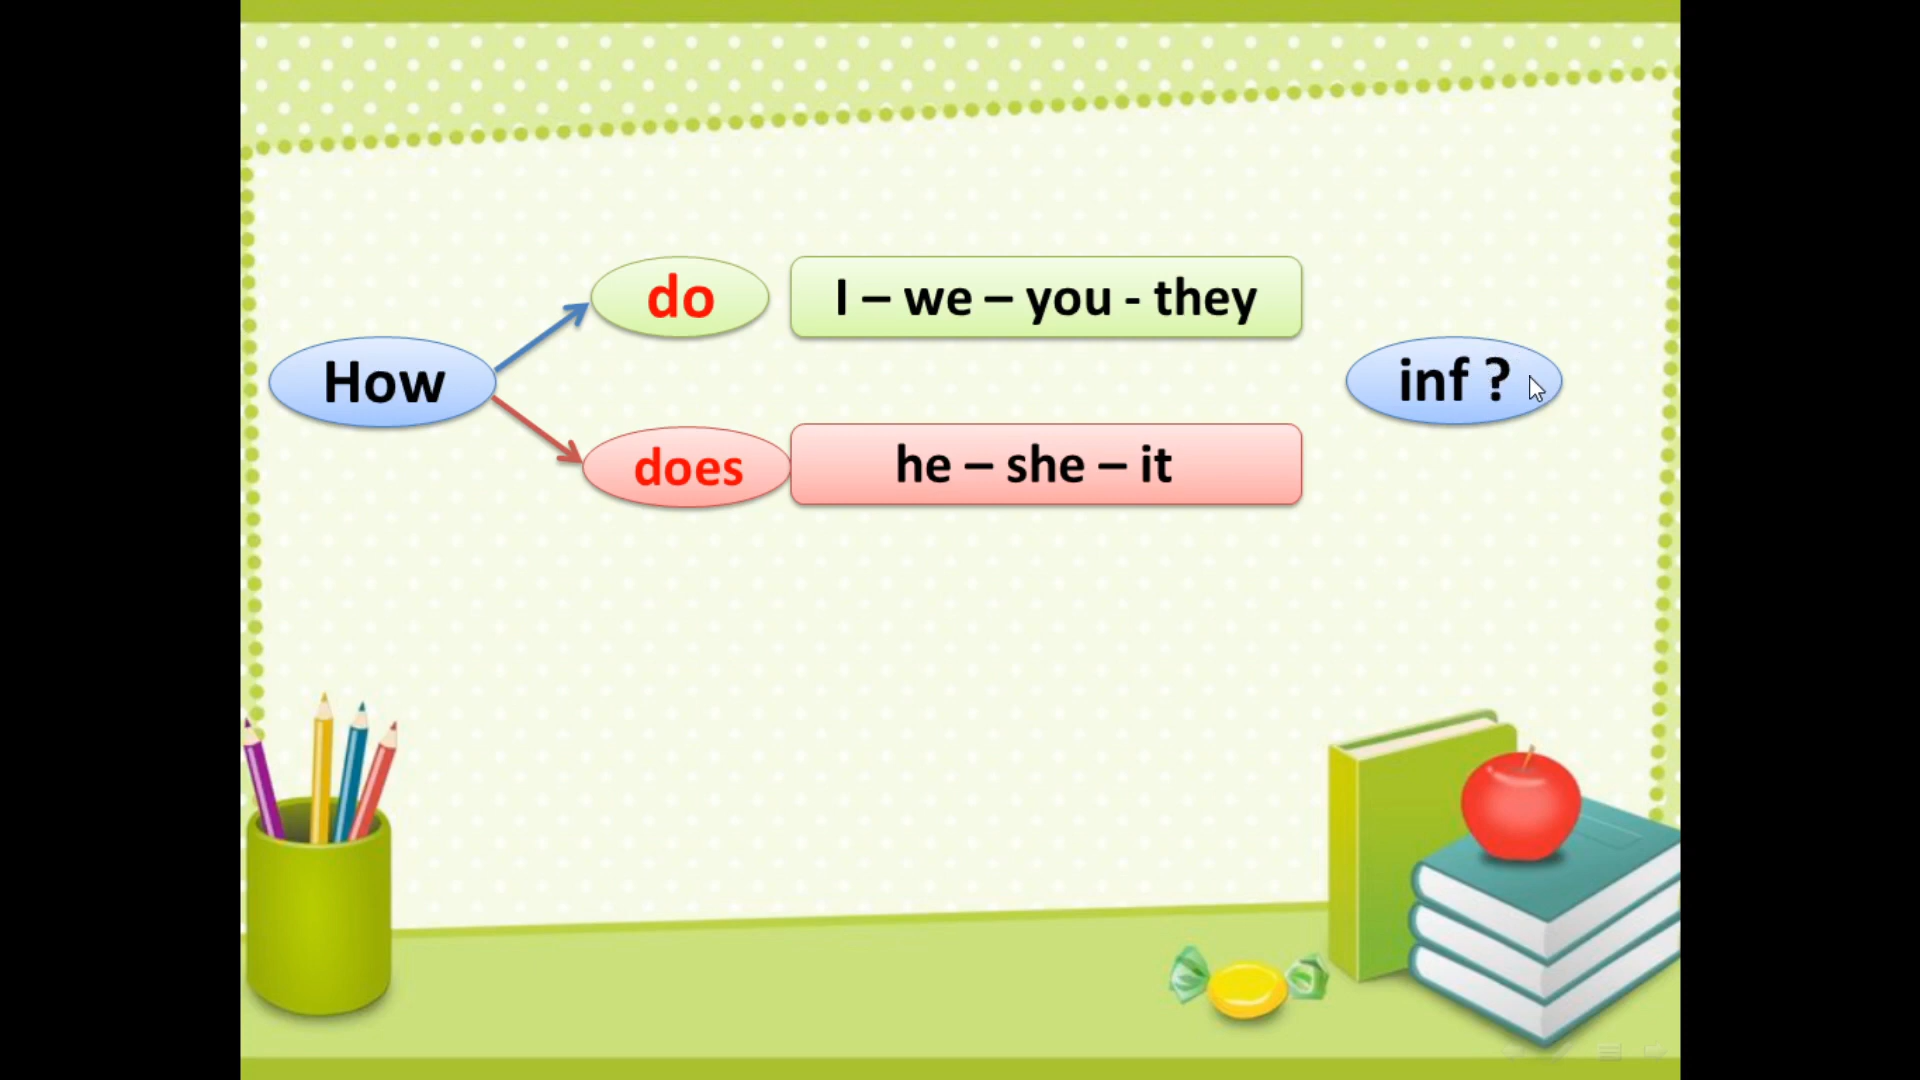 do
I – we – you - they
How
inf ?
does
he – she – it